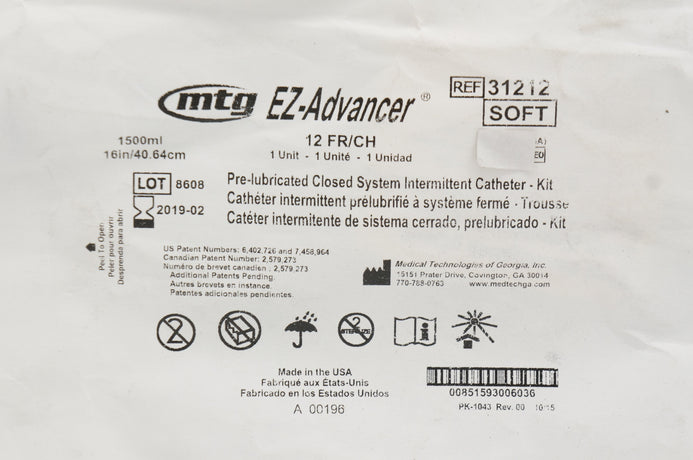 mtg EZ-Advancer ®
REF 31212
SOFT
1500ml
16in/40.64cm
12 FR/CH
1 Unit - 1 Unité - 1 Unidad
LOT 8608
2019-02
Pre-lubricated Closed System Intermittent Catheter - Kit
Cathéter intermittent prélubrifié à système fermé - Trousse
Catéter intermitente de sistema cerrado, prelubricado - Kit
Peel To Open
Peler pour ouvrir
Desprenda para abrir
US Patent Numbers: 6,402,726 and 7,458,964
Canadian Patent Number: 2,579,273
Numéro de brevet canadien : 2,579,273
Additional Patents Pending.
Autres brevets en instance.
Patentes adicionales pendientes.
Medical Technologies of Georgia, Inc.
15151 Prater Drive, Covington, GA 30014
770-788-0763 www.medtechga.com
2
2
STERILIZE
i
Made in the USA
Fabriqué aux États-Unis
Fabricado en los Estados Unidos
A 00196
00851593006036
PK-1043 Rev. 00 10/15